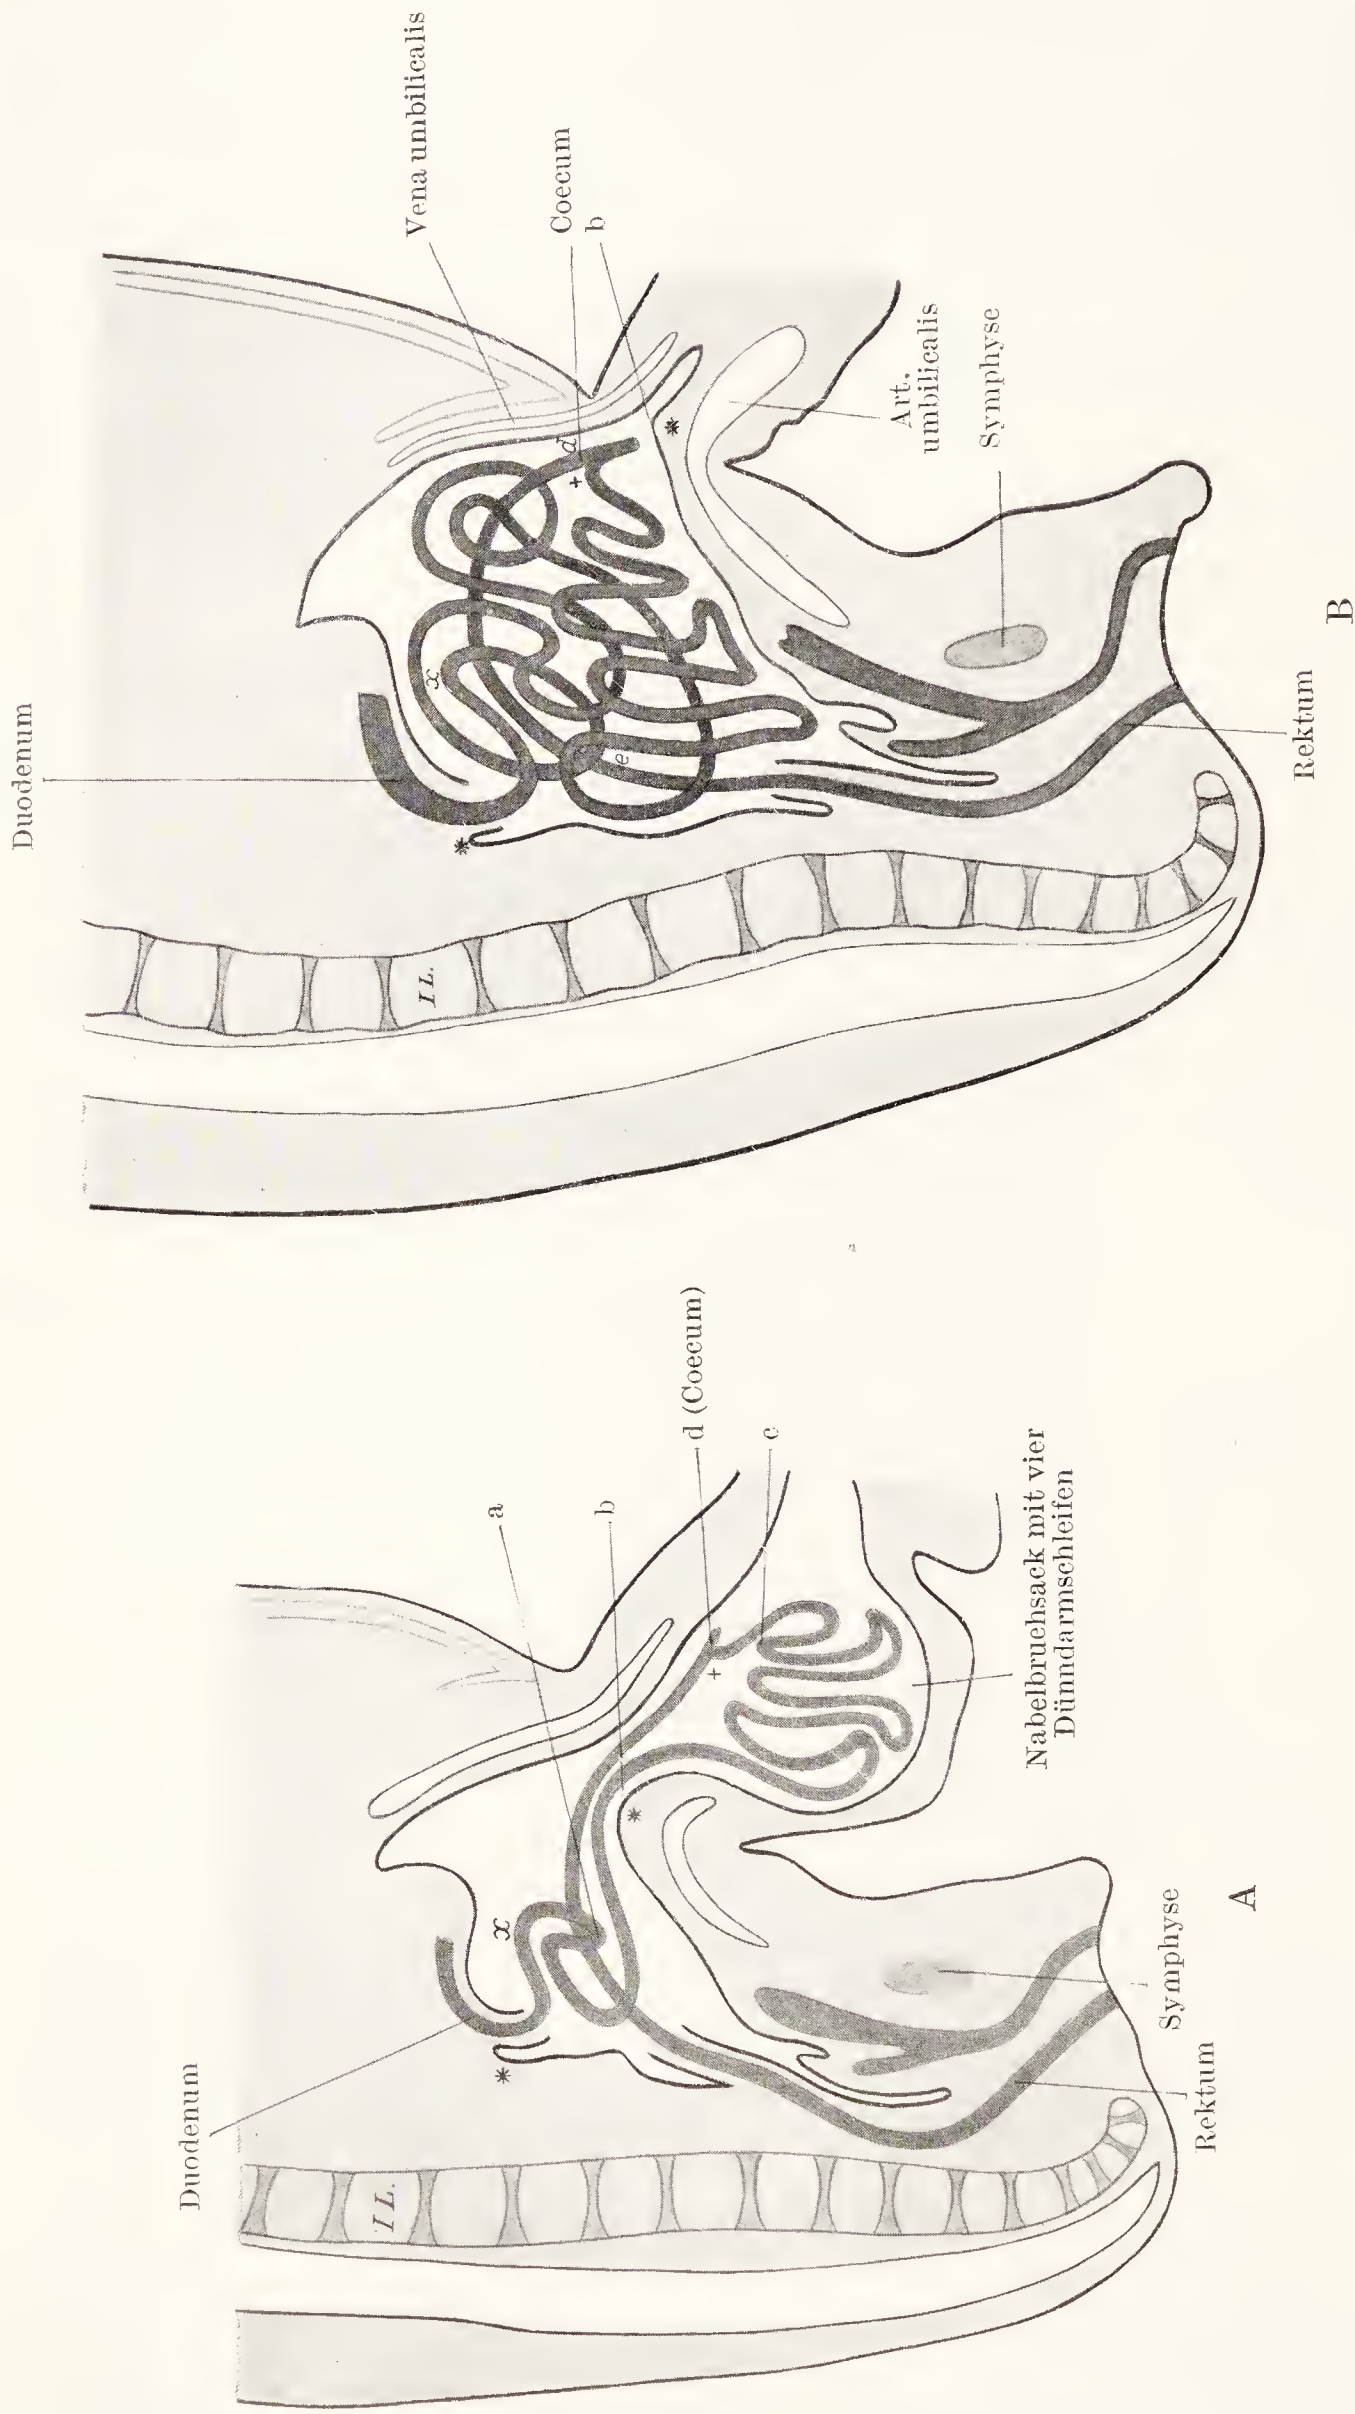 Duodenum
a
b
d (Coecum)
c
x
*
*
+
I L.
Nabelbruchsack mit vier
Dünndarmschleifen
Symphyse
Rektum
A
Duodenum
Vena umbilicalis
Coecum
b
d
+
x
e
*
*
I L.
Art.
umbilicalis
Symphyse
Rektum
B